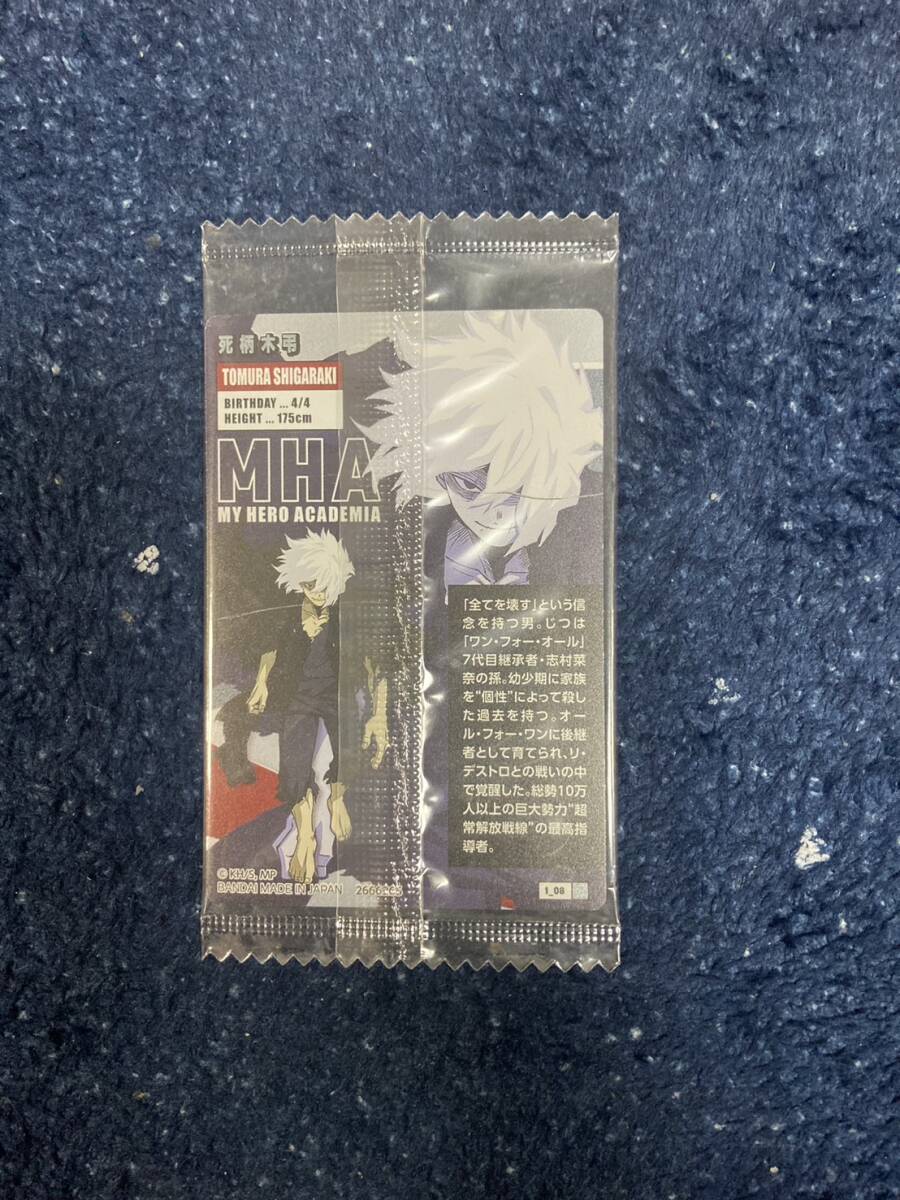 死柄木弔
TOMURA SHIGARAKI
BIRTHDAY ... 4/4
HEIGHT ... 175cm
MHA
MY HERO ACADEMIA
「全てを壊す」という信
念を持つ男。じつは
「ワン・フォー・オール」
7代目継承者・志村菜
奈の孫。幼少期に家族
を"個性"によって殺し
た過去を持つ。オー
ル・フォー・ワンに後継
者として育てられ、リ・
デストロとの戦いの中
で覚醒した。総勢10万
人以上の巨大勢力"超
常解放戦線"の最高指
導者。
© KH/S, MP
BANDAI MADE IN JAPAN
1_08